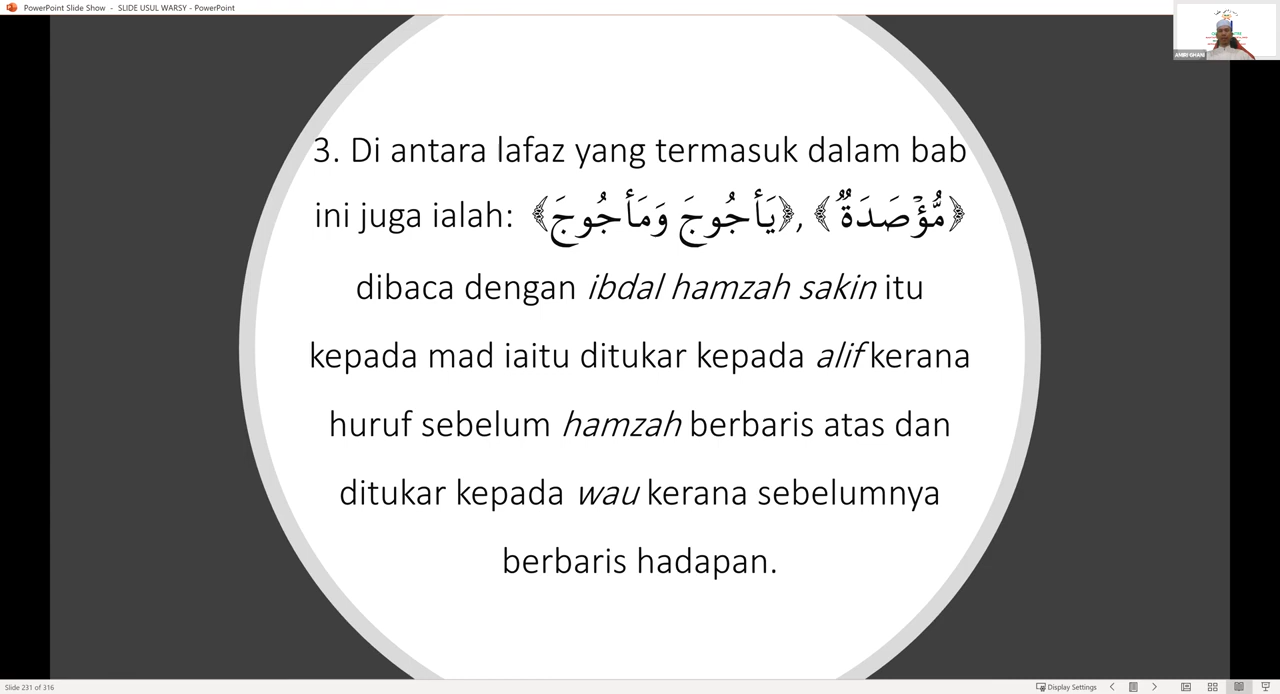 PowerPoint Slide Show - SLIDE USUL WARSY - PowerPoint
AMIRI GHANI
3. Di antara lafaz yang termasuk dalam bab
ini juga ialah: ﴿يَأْجُوجَ وَمَأْجُوجَ﴾, ﴿مُّؤْصَدَةٌۢ﴾
dibaca dengan ibdal hamzah sakin itu
kepada mad iaitu ditukar kepada alif kerana
huruf sebelum hamzah berbaris atas dan
ditukar kepada wau kerana sebelumnya
berbaris hadapan.
Slide 231 of 316
Display Settings